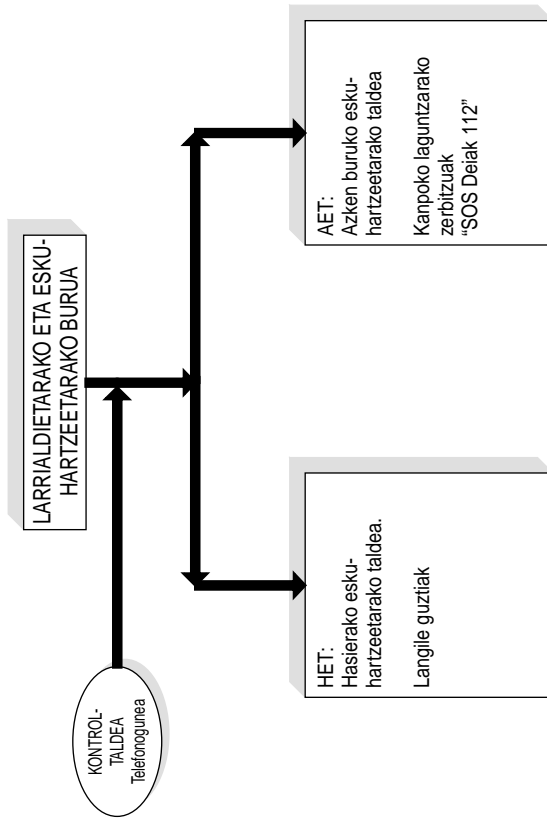 LARRIALDIETARAKO ETA ESKU-
HARTZEETARAKO BURUA
KONTROL-
TALDEA
Telefonogunea
HET:
Hasierako esku-
hartzeetarako taldea.
Langile guztiak
AET:
Azken buruko esku-
hartzeetarako taldea
Kanpoko laguntzarako
zerbitzuak
“SOS Deiak 112”